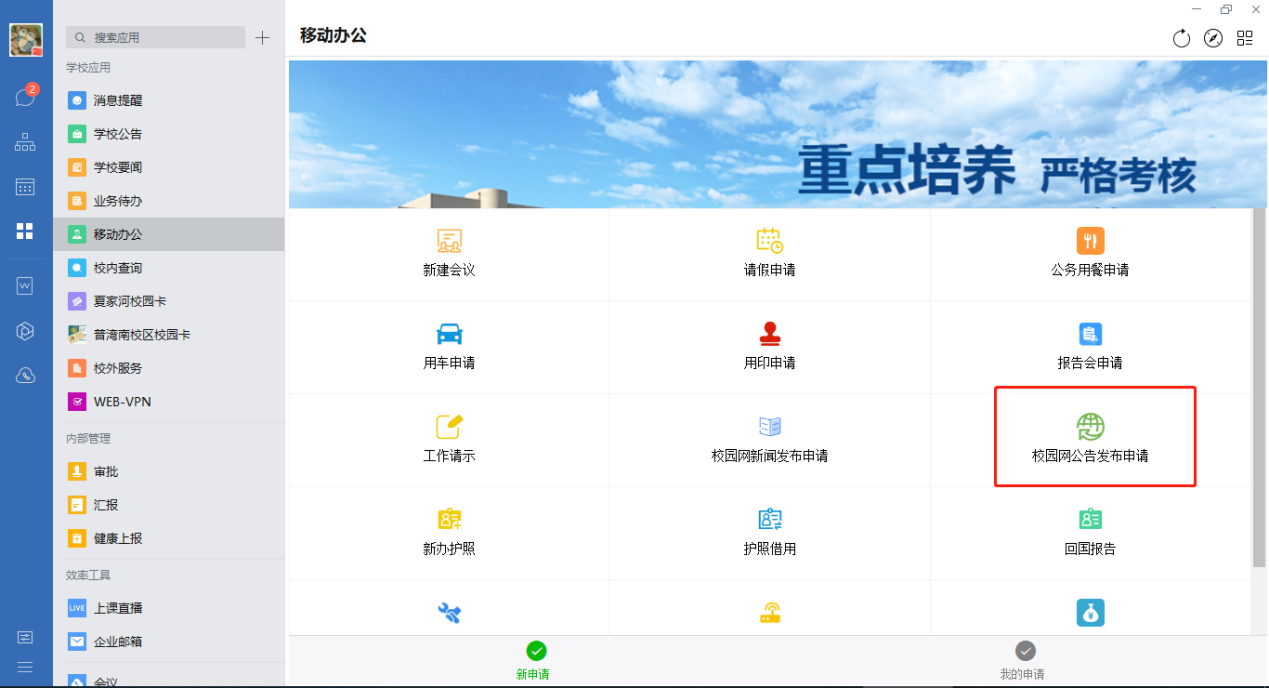 移动办公
搜索应用
学校应用
2
消息提醒
学校公告
学校要闻
业务待办
移动办公
校内查询
夏家河校园卡
普湾南校区校园卡
校外服务
WEB-VPN
内部管理
审批
汇报
健康上报
效率工具
LIVE 上课直播
企业邮箱
会议
重点培养 严格考核
新建会议
请假申请
公务用餐申请
用车申请
用印申请
报告会申请
工作请示
校园网新闻发布申请
校园网公告发布申请
新办护照
护照借用
回国报告
新申请
我的申请